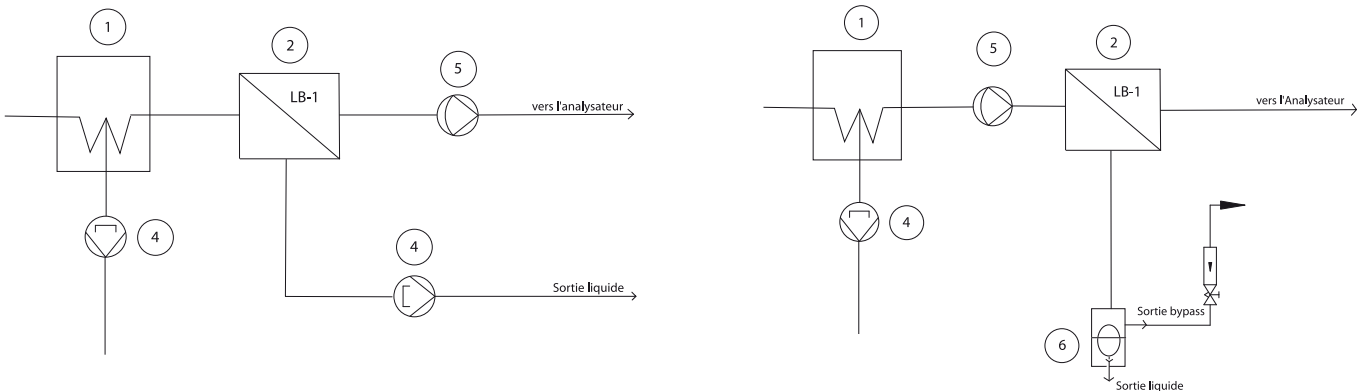 1
2
LB-1
5
vers l'analysateur
4
4
Sortie liquide
1
5
2
LB-1
vers l'Analysateur
4
Sortie bypass
6
Sortie liquide